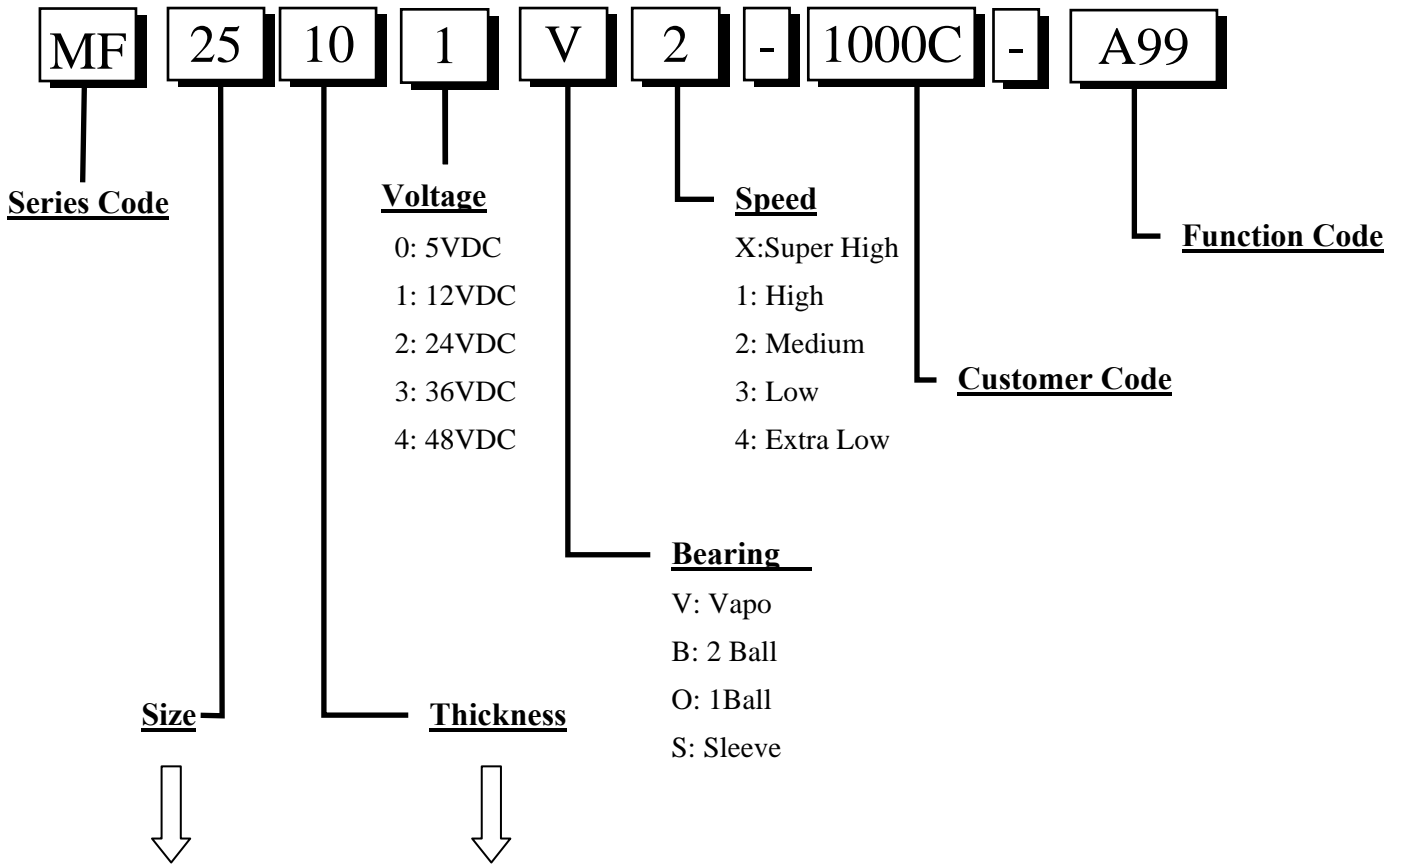 MF 25 10 1 V 2 - 1000C - A99
Series Code
Voltage
0: 5VDC
1: 12VDC
2: 24VDC
3: 36VDC
4: 48VDC
Speed
X:Super High
1: High
2: Medium
3: Low
4: Extra Low
Function Code
Customer Code
Bearing
V: Vapo
B: 2 Ball
O: 1Ball
S: Sleeve
Size
Thickness